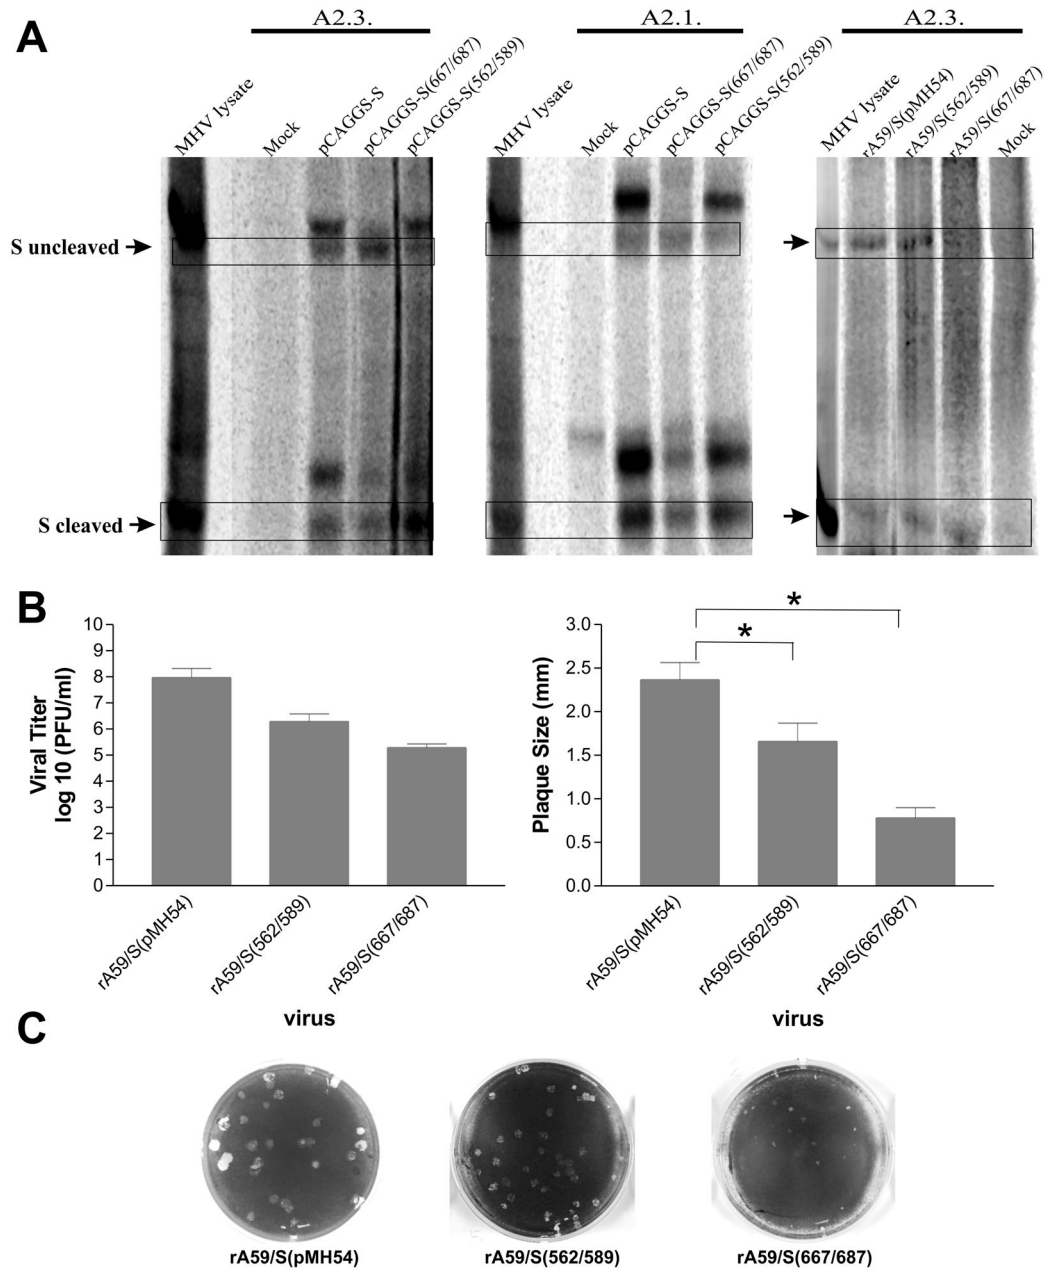 A
A2.3.
A2.1.
A2.3.
MHV lysate
Mock
pCAGGS-S
pCAGGS-S(667/687)
pCAGGS-S(562/589)
MHV lysate
Mock
pCAGGS-S
pCAGGS-S(667/687)
pCAGGS-S(562/589)
MHV lysate
rA59/S(pMH54)
rA59/S(562/589)
rA59/S(667/687)
Mock
S uncleaved
S cleaved
B
Viral Titer
log 10 (PFU/ml)
10
9
8
7
6
5
4
3
2
1
0
rA59/S(pMH54)
rA59/S(562/589)
rA59/S(667/687)
virus
Plaque Size (mm)
3.0
2.5
2.0
1.5
1.0
0.5
0.0
*
*
rA59/S(pMH54)
rA59/S(562/589)
rA59/S(667/687)
virus
C
rA59/S(pMH54)
rA59/S(562/589)
rA59/S(667/687)